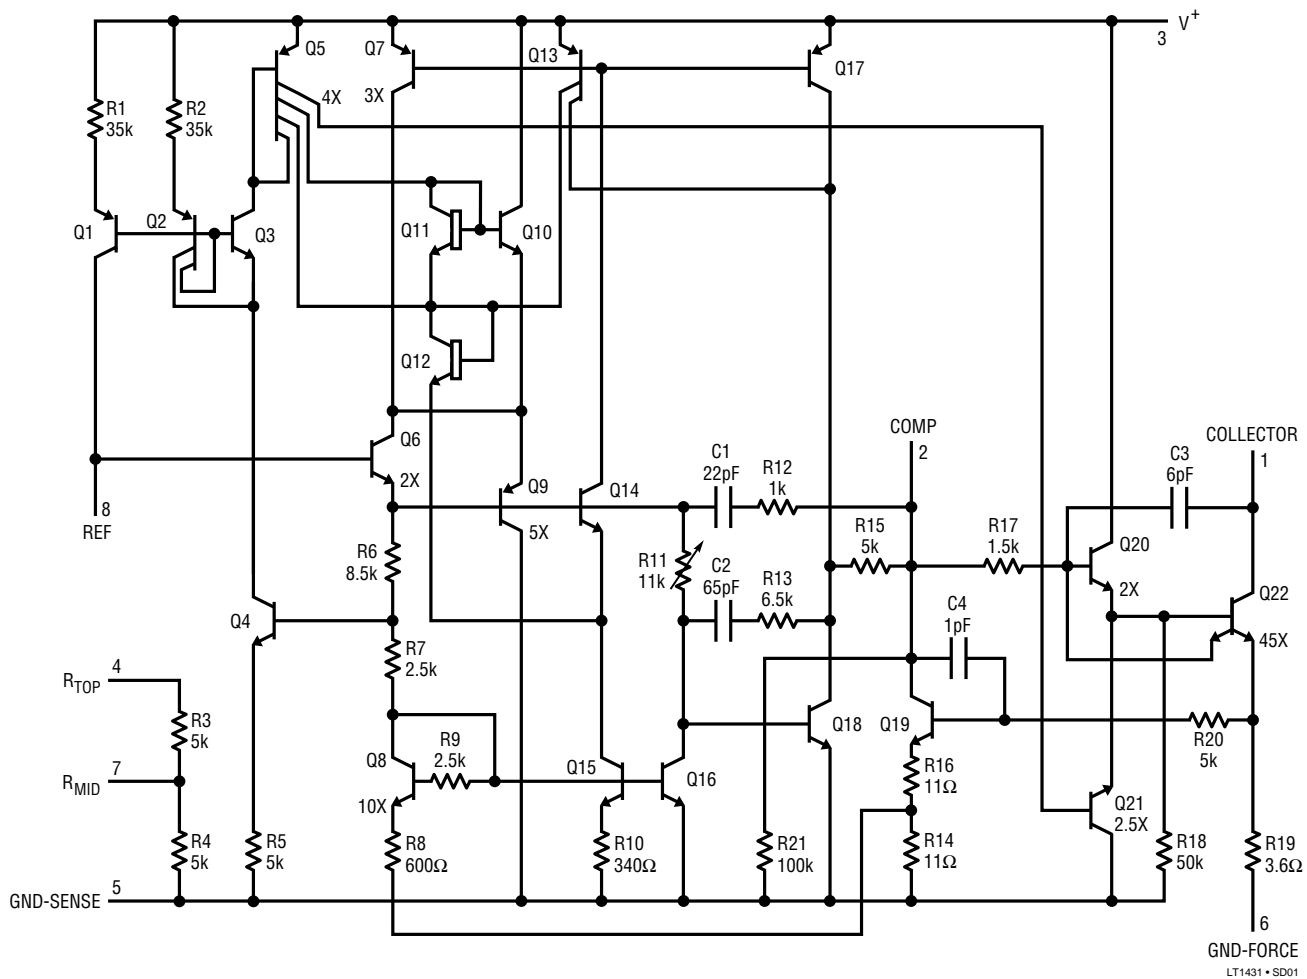 V+
3
Q5
Q7
Q13
Q17
4X
3X
R1
35k
R2
35k
Q1
Q2
Q3
Q11
Q10
Q12
Q6
2X
Q9
5X
Q14
C1
22pF
R12
1k
COMP
2
COLLECTOR
1
C3
6pF
8
REF
R6
8.5k
R11
11k
C2
65pF
R13
6.5k
R15
5k
R17
1.5k
Q20
2X
Q22
45X
Q4
R7
2.5k
C4
1pF
RTOP
4
R3
5k
RMID
7
R4
5k
R5
5k
Q8
10X
R9
2.5k
R8
600Ω
Q15
Q16
R10
340Ω
Q18
Q19
R16
11Ω
R14
11Ω
R21
100k
R20
5k
Q21
2.5X
R18
50k
R19
3.6Ω
GND-SENSE
5
6
GND-FORCE
LT1431 • SD01